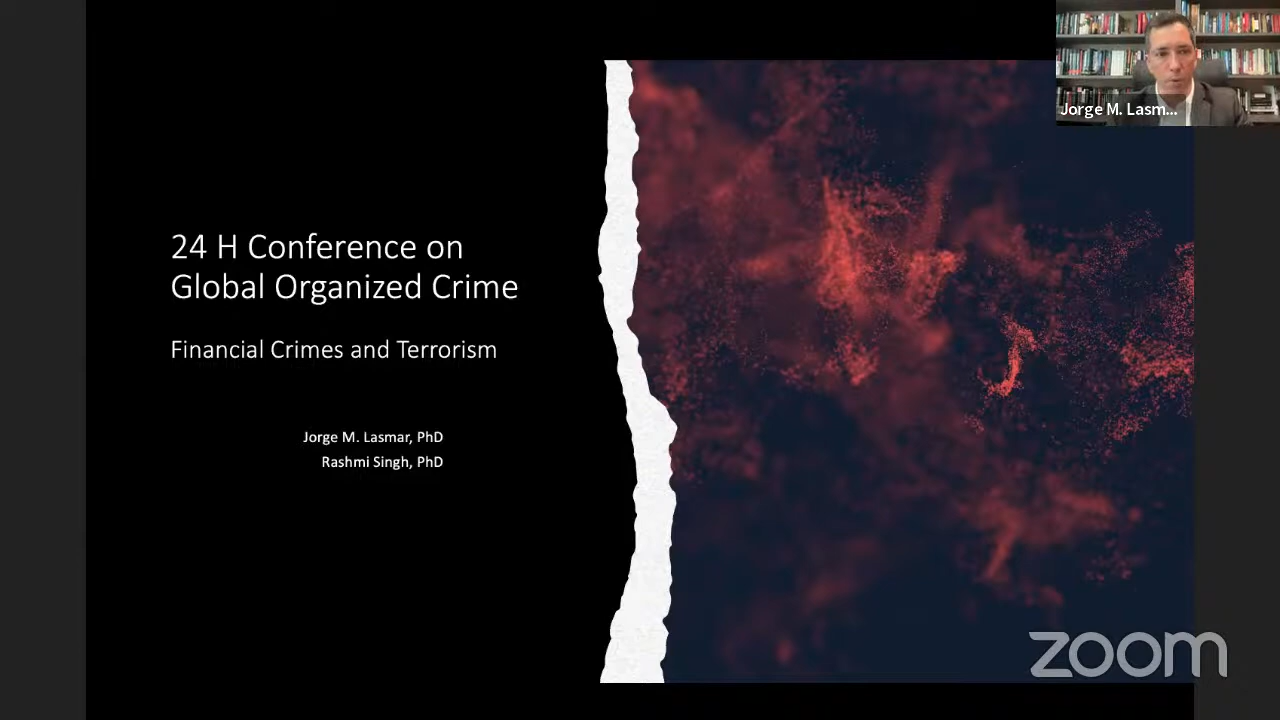 Jorge M. Lasm...
24 H Conference on
Global Organized Crime
Financial Crimes and Terrorism
Jorge M. Lasmar, PhD
Rashmi Singh, PhD
zoom